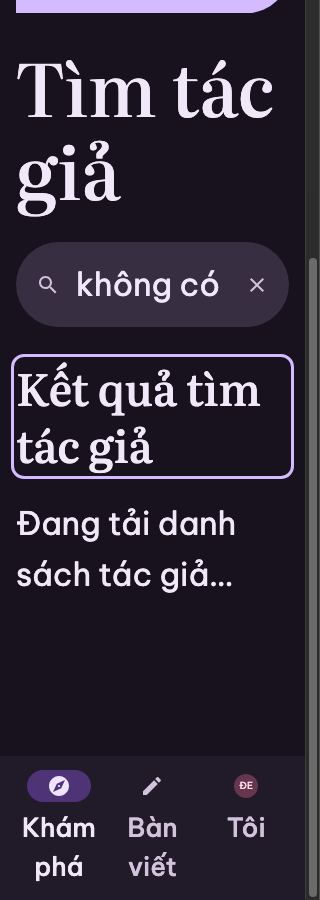 Tìm tác
giả
không có
Kết quả tìm
tác giả
Đang tải danh
sách tác giả...
ĐE
Khám
phá
Bàn
viết
Tôi